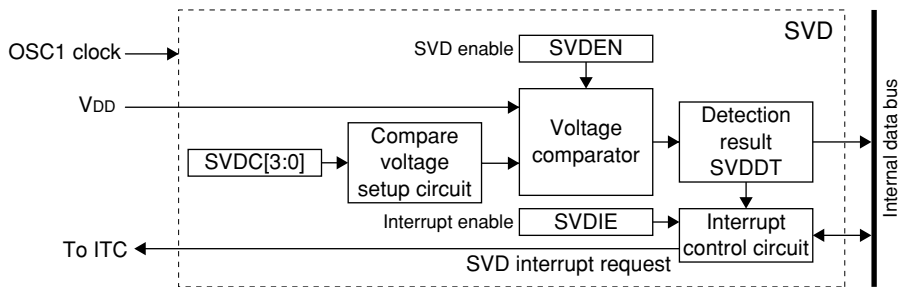 SVD
OSC1 clock
SVD enable
SVDEN
VDD
Compare
voltage
setup circuit
Voltage
comparator
Detection
result
SVDDT
SVDC[3:0]
Interrupt enable
SVDIE
Interrupt
control circuit
To ITC
SVD interrupt request
Internal data bus